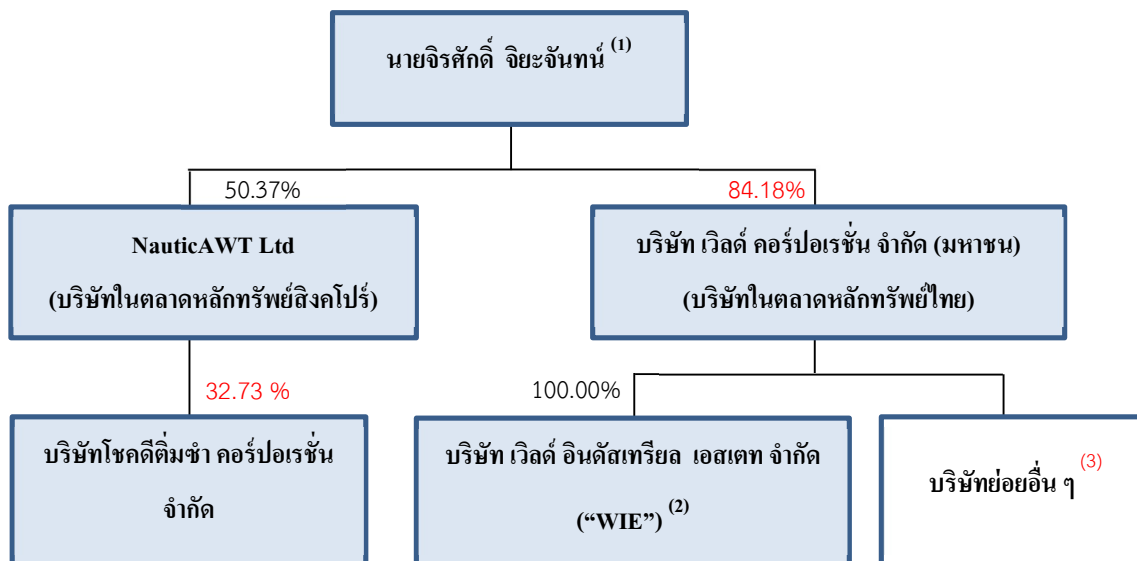 นายจิรศักดิ์ จิยะจันทน์ (1)
50.37%
84.18%
NauticAWT Ltd
(บริษัทในตลาดหลักทรัพย์สิงคโปร์)
บริษัท เวิลด์ คอร์ปอเรชั่น จำกัด (มหาชน)
(บริษัทในตลาดหลักทรัพย์ไทย)
32.73 %
100.00%
บริษัทโชคดีติ่มซำ คอร์ปอเรชั่น
จำกัด
บริษัท เวิลด์ อินดัสเทรียล เอสเตท จำกัด
(“WIE”) (2)
บริษัทย่อยอื่น ๆ (3)